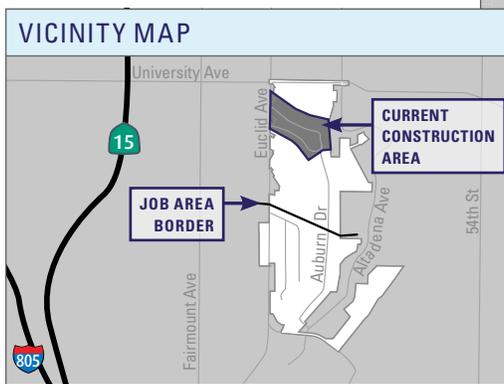 VICINITY MAP
University Ave
Euclid Ave
15
CURRENT
CONSTRUCTION
AREA
JOB AREA
BORDER
Auburn Dr
Altadena Ave
54th St
Fairmount Ave
805